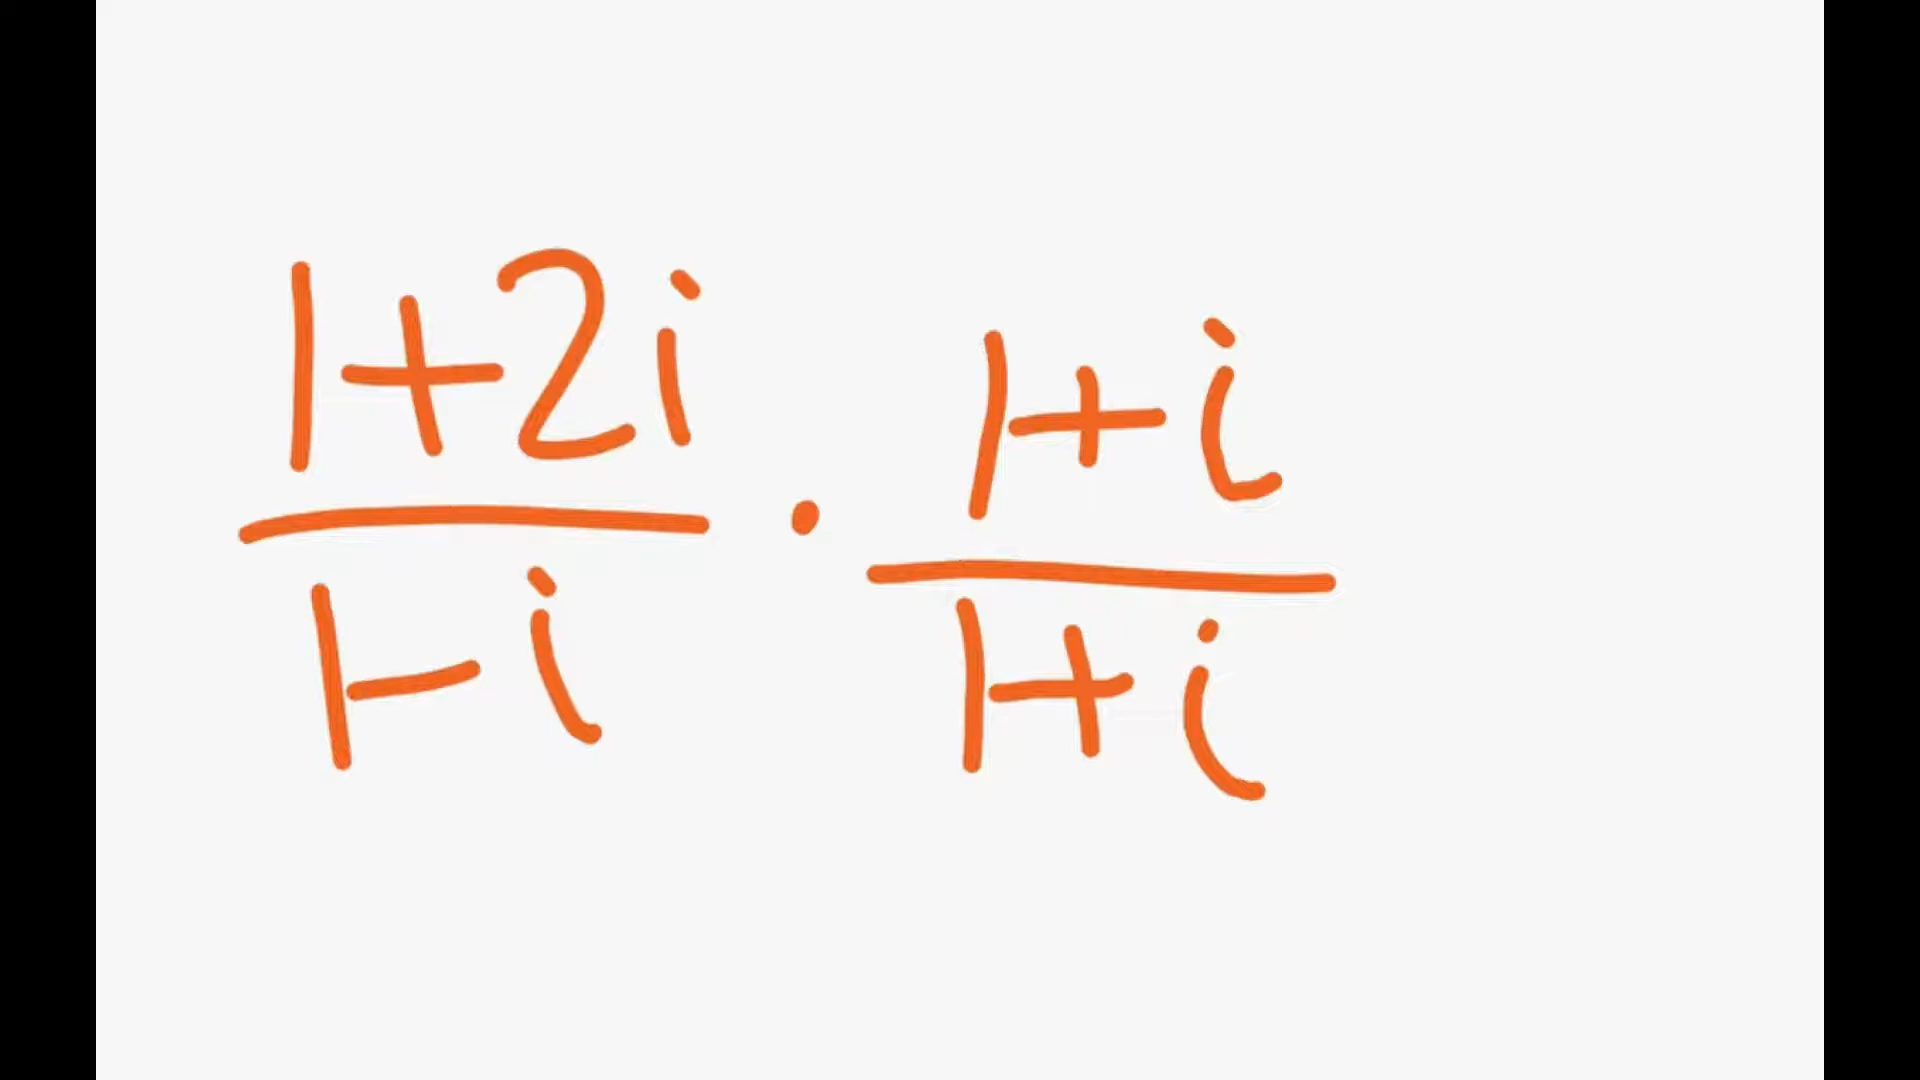 1+2i / 1-i · 1+i / 1+i